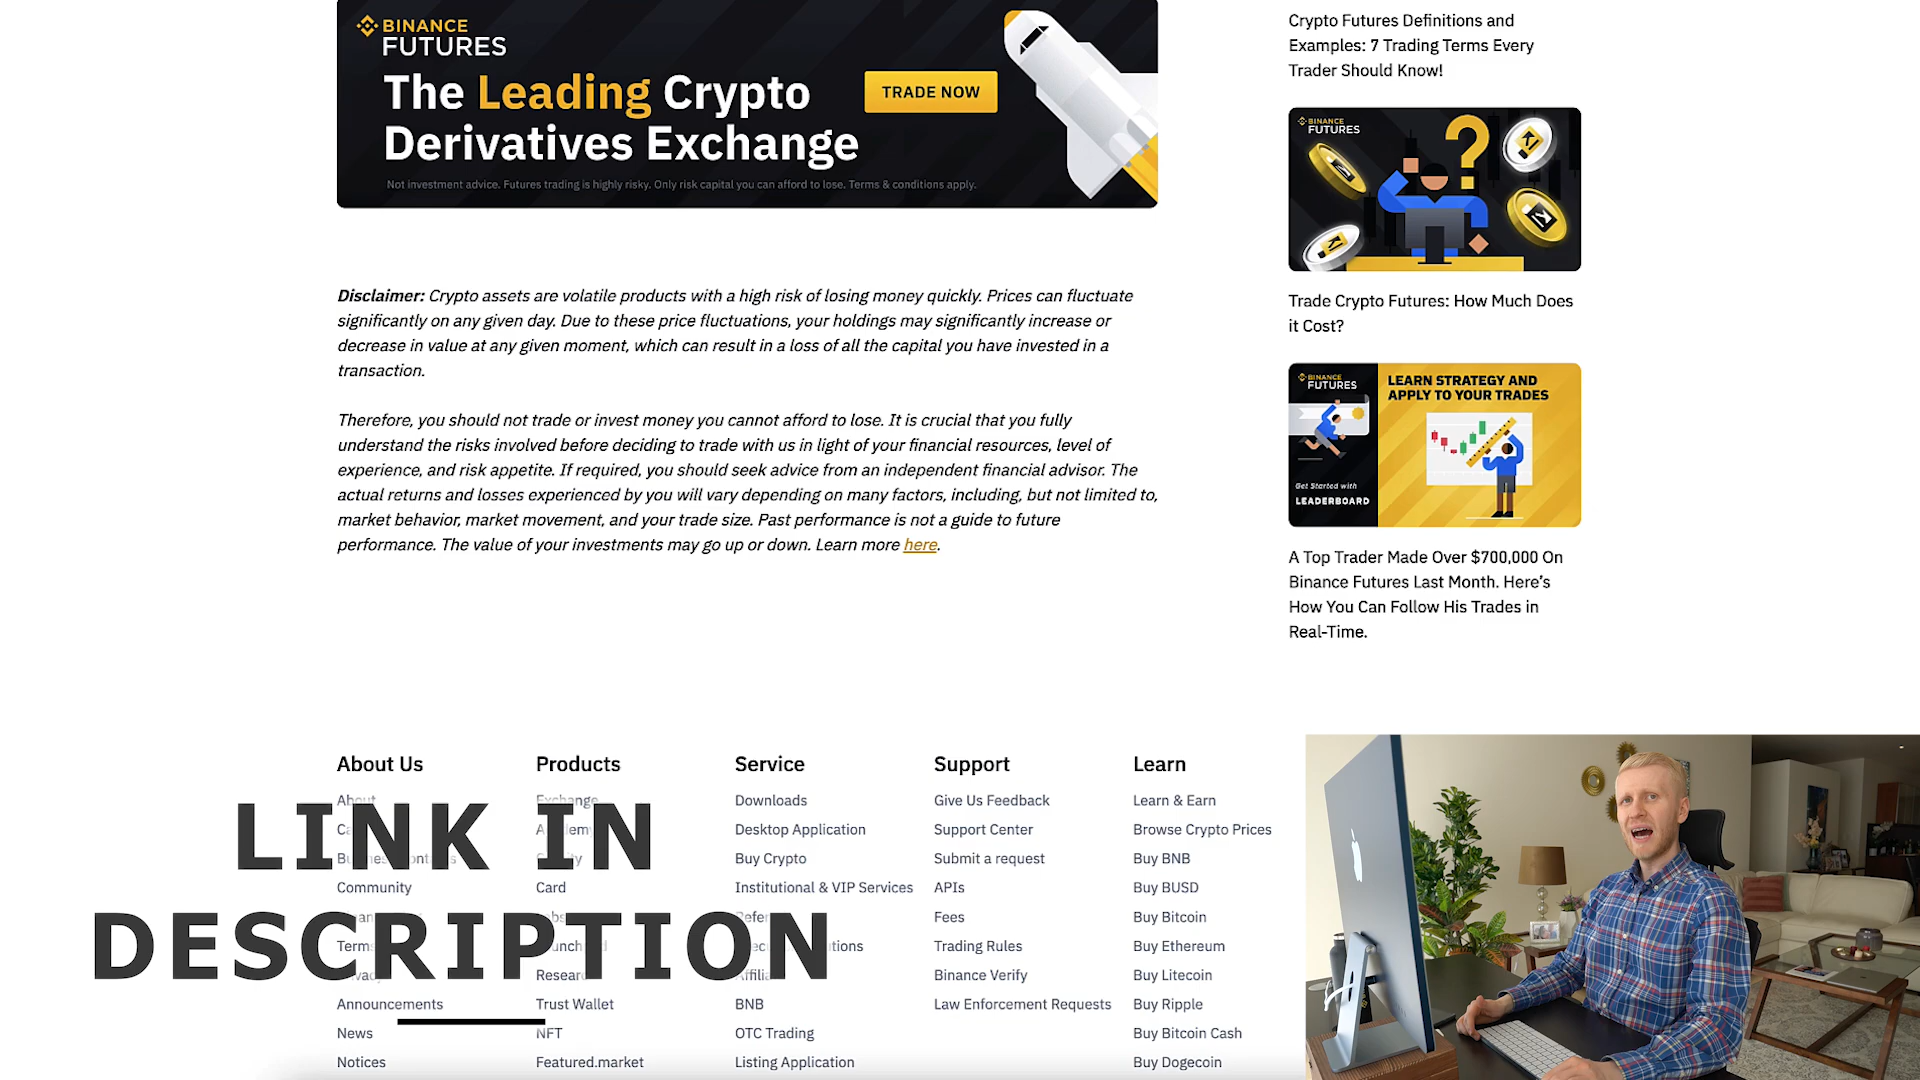 BINANCE
FUTURES
The Leading Crypto
Derivatives Exchange
TRADE NOW
Not investment advice. Futures trading is highly risky. Only risk capital you can afford to lose. Terms & conditions apply.
Disclaimer: Crypto assets are volatile products with a high risk of losing money quickly. Prices can fluctuate
significantly on any given day. Due to these price fluctuations, your holdings may significantly increase or
decrease in value at any given moment, which can result in a loss of all the capital you have invested in a
transaction.
Therefore, you should not trade or invest money you cannot afford to lose. It is crucial that you fully
understand the risks involved before deciding to trade with us in light of your financial resources, level of
experience, and risk appetite. If required, you should seek advice from an independent financial advisor. The
actual returns and losses experienced by you will vary depending on many factors, including, but not limited to,
market behavior, market movement, and your trade size. Past performance is not a guide to future
performance. The value of your investments may go up or down. Learn more here.
Crypto Futures Definitions and
Examples: 7 Trading Terms Every
Trader Should Know!
BINANCE
FUTURES
?
Trade Crypto Futures: How Much Does
it Cost?
BINANCE
FUTURES
LEARN STRATEGY AND
APPLY TO YOUR TRADES
Get Started with
LEADERBOARD
A Top Trader Made Over $700,000 On
Binance Futures Last Month. Here's
How You Can Follow His Trades in
Real-Time.
About Us
About
Community
Terms
Announcements
News
Notices
Products
Exchange
Academy
Card
Research
Trust Wallet
NFT
Featured.market
Service
Downloads
Desktop Application
Buy Crypto
Institutional & VIP Services
BNB
OTC Trading
Listing Application
Support
Give Us Feedback
Support Center
Submit a request
APIs
Fees
Trading Rules
Binance Verify
Law Enforcement Requests
Learn
Learn & Earn
Browse Crypto Prices
Buy BNB
Buy BUSD
Buy Bitcoin
Buy Ethereum
Buy Litecoin
Buy Ripple
Buy Bitcoin Cash
Buy Dogecoin
LINK IN
DESCRIPTION